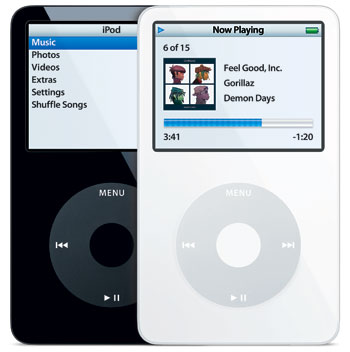 iPod
Music
Photos
Videos
Extras
Settings
Shuffle Songs
MENU
Now Playing
6 of 15
Feel Good, Inc.
Gorillaz
Demon Days
3:41 -1:20
MENU